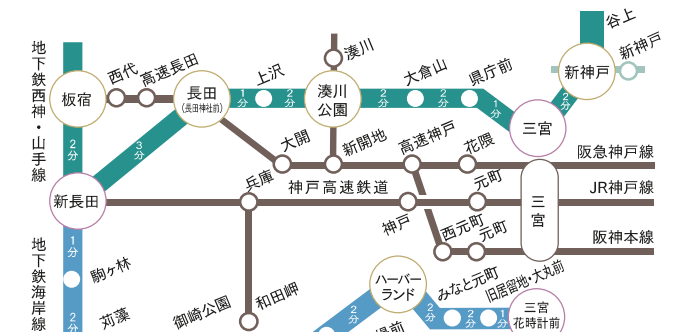 谷上
新神戸
新神戸
湊川
県庁前
大倉山
上沢
高速長田
西代
地下鉄西神・山手線
板宿
長田
(長田神社前)
湊川
公園
1分
2分
2分
2分
1分
2分
三宮
2分
3分
大開
新開地
高速神戸
花隈
阪急神戸線
新長田
兵庫
神戸高速鉄道
元町
JR神戸線
三宮
神戸
西元町
元町
阪神本線
地下鉄海岸線
1分
駒ヶ林
2分
苅藻
御崎公園
和田岬
ハーバー
ランド
2分
2分
みなと元町
2分
旧居留地・大丸前
1分
三宮
花時計前